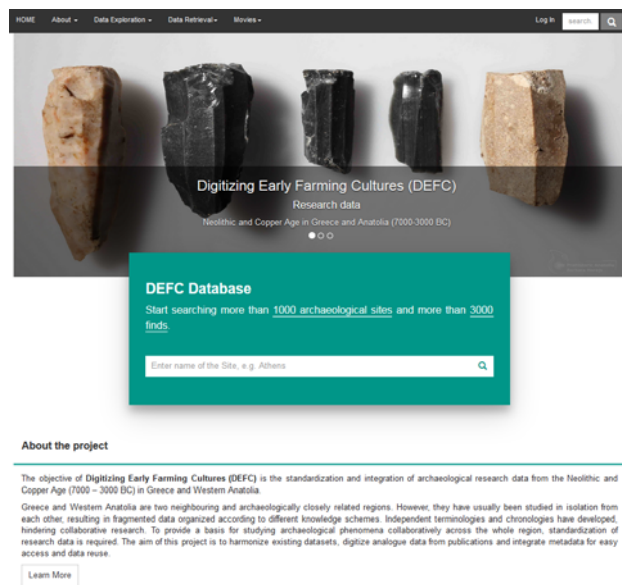 HOME About Data Exploration Data Retrieval Movies Log In search
Digitizing Early Farming Cultures (DEFC)
Research data
Neolithic and Copper Age in Greece and Anatolia (7000-3000 BC)
DEFC Database
Start searching more than 1000 archaeological sites and more than 3000
finds.
Enter name of the Site, e.g. Athens
About the project
The objective of Digitizing Early Farming Cultures (DEFC) is the standardization and integration of archaeological research data from the Neolithic and
Copper Age (7000 – 3000 BC) in Greece and Western Anatolia.
Greece and Western Anatolia are two neighbouring and archaeologically closely related regions. However, they have usually been studied in isolation from
each other, resulting in fragmented data organized according to different knowledge schemes. Independent terminologies and chronologies have developed,
hindering collaborative research. To provide a basis for studying archaeological phenomena collaboratively across the whole region, standardization of
research data is required. The aim of this project is to harmonize existing datasets, digitize analogue data from publications and integrate metadata for easy
access and data reuse.
Learn More